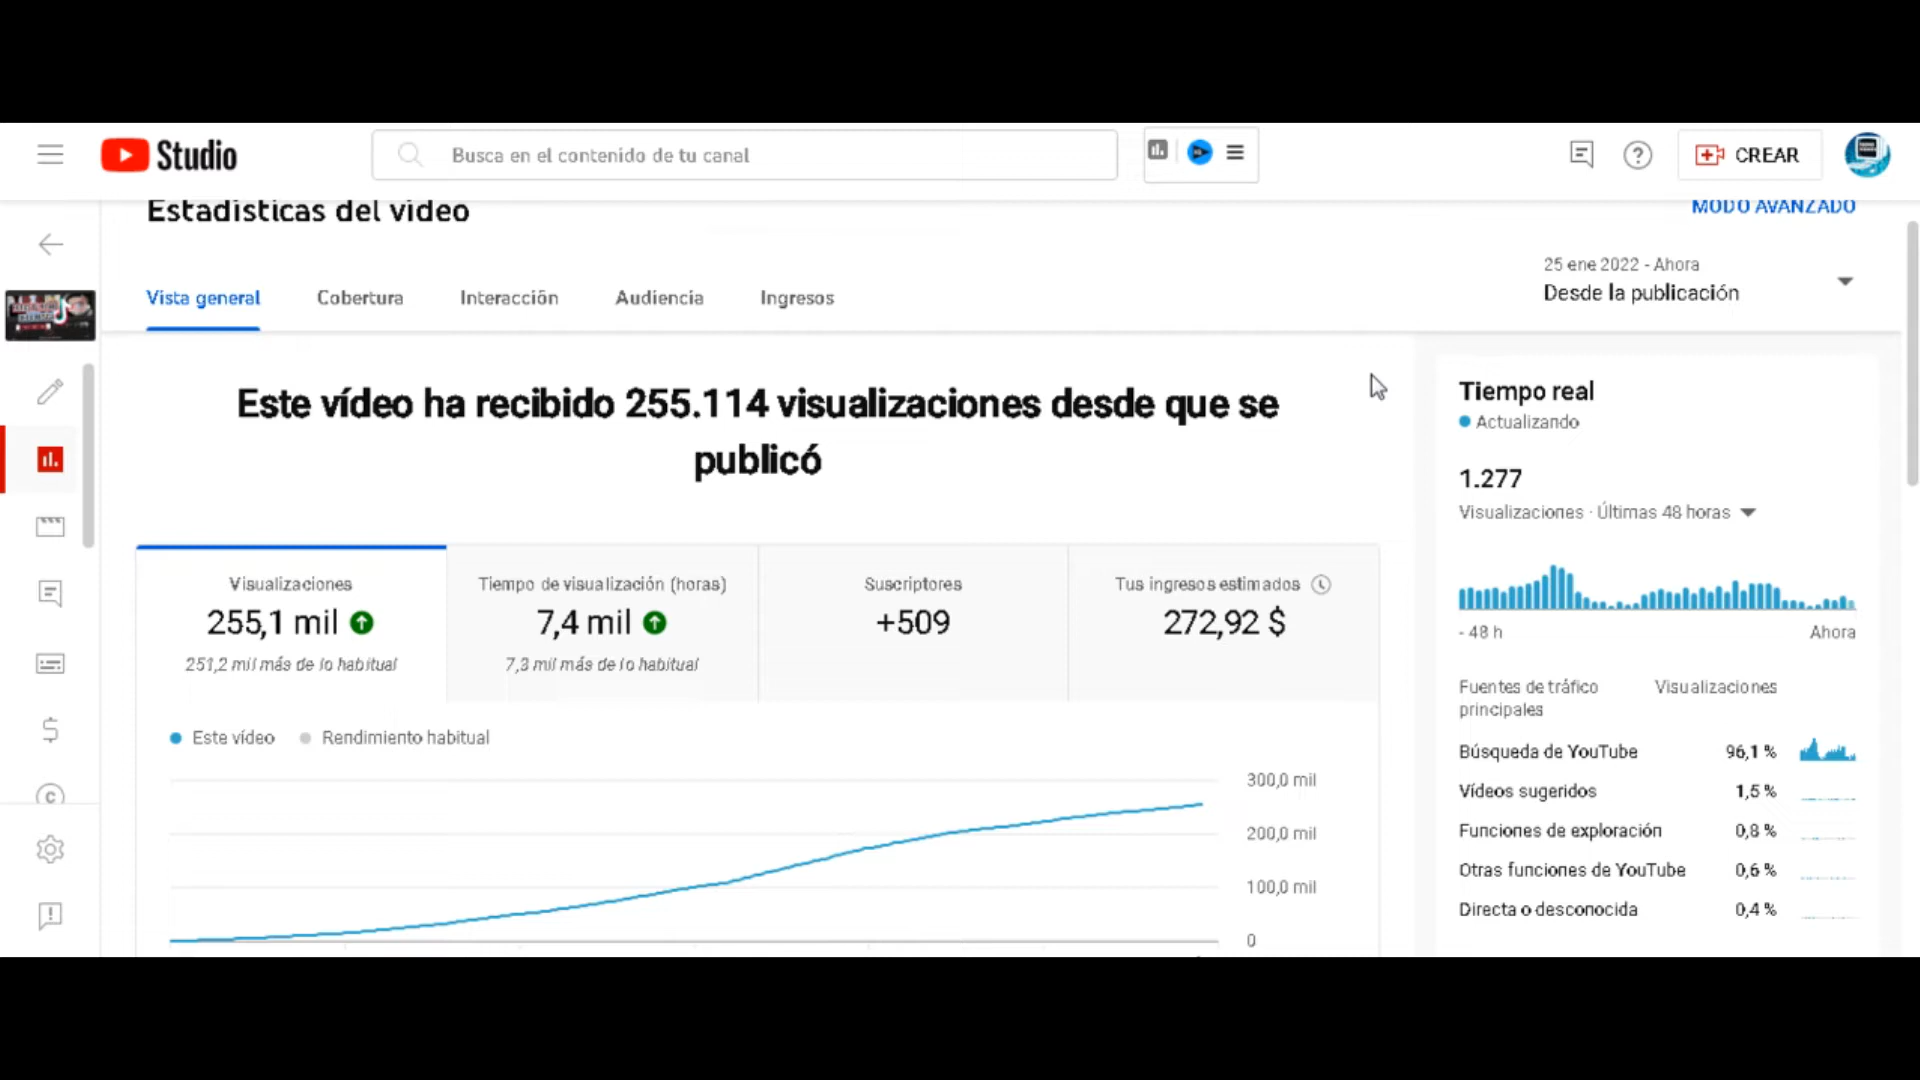 Studio
Busca en el contenido de tu canal
CREAR
Estadísticas del vídeo
MODO AVANZADO
25 ene 2022 - Ahora
Desde la publicación
Vista general
Cobertura
Interacción
Audiencia
Ingresos
Este vídeo ha recibido 255.114 visualizaciones desde que se
publicó
Visualizaciones
255,1 mil
251,2 mil más de lo habitual
Tiempo de visualización (horas)
7,4 mil
7,3 mil más de lo habitual
Suscriptores
+509
Tus ingresos estimados
272,92 $
Este vídeo
Rendimiento habitual
300,0 mil
200,0 mil
100,0 mil
0
Tiempo real
Actualizando
1.277
Visualizaciones · Últimas 48 horas
- 48 h
Ahora
Fuentes de tráfico
principales
Visualizaciones
Búsqueda de YouTube 96,1 %
Vídeos sugeridos 1,5 %
Funciones de exploración 0,8 %
Otras funciones de YouTube 0,6 %
Directa o desconocida 0,4 %